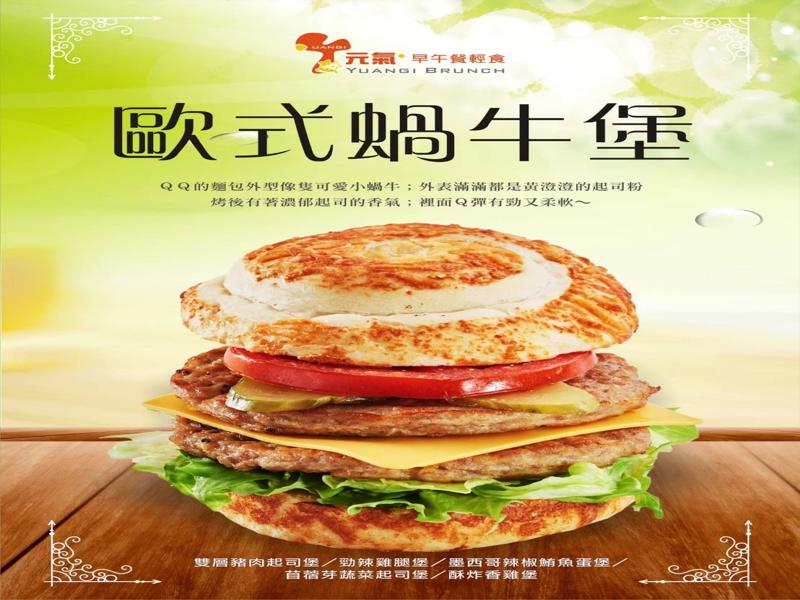 YUANGI
元氣 早午餐輕食
YUANGI BRUNCH
歐式蝸牛堡
QQ的麵包外型像隻可愛小蝸牛；外表滿滿都是黃澄澄的起司粉
烤後有著濃郁起司的香氣；裡面Q彈有勁又柔軟～
雙層豬肉起司堡／勁辣雞腿堡／墨西哥辣椒鮪魚蛋堡／
苜蓿芽蔬菜起司堡／酥炸香雞堡